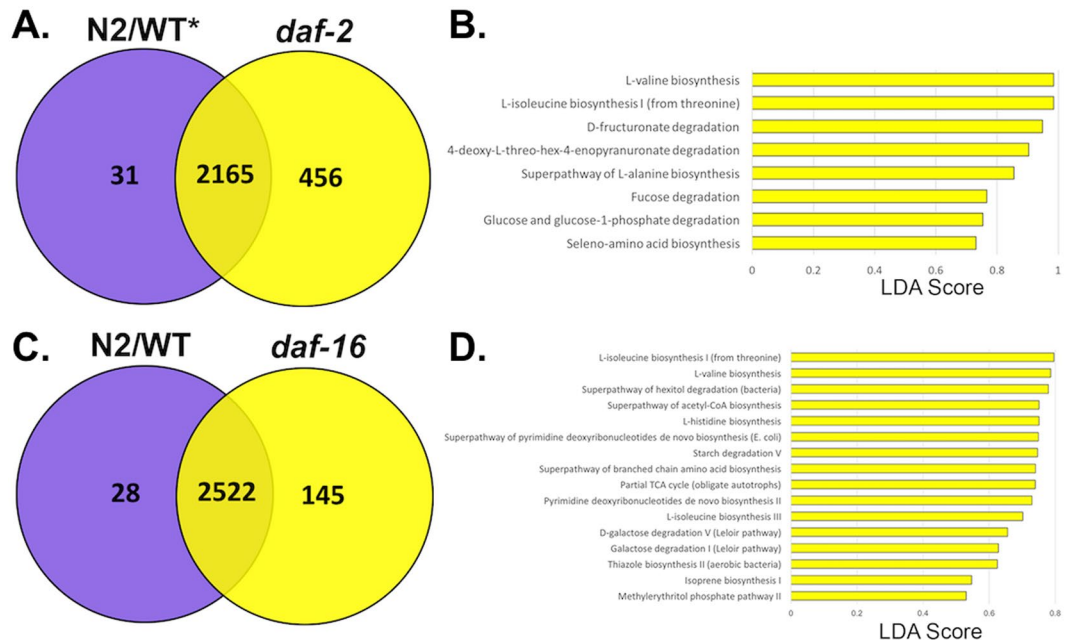 A.
N2/WT*
daf-2
31
2165
456
B.
L-valine biosynthesis
L-isoleucine biosynthesis I (from threonine)
D-fructuronate degradation
4-deoxy-L-threo-hex-4-enopyranuronate degradation
Superpathway of L-alanine biosynthesis
Fucose degradation
Glucose and glucose-1-phosphate degradation
Seleno-amino acid biosynthesis
0 0.2 0.4 0.6 0.8 1
LDA Score
C.
N2/WT
daf-16
28
2522
145
D.
L-isoleucine biosynthesis I (from threonine)
L-valine biosynthesis
Superpathway of hexitol degradation (bacteria)
Superpathway of acetyl-CoA biosynthesis
L-histidine biosynthesis
Superpathway of pyrimidine deoxyribonucleotides de novo biosynthesis (E. coli)
Starch degradation V
Superpathway of branched chain amino acid biosynthesis
Partial TCA cycle (obligate autotrophs)
Pyrimidine deoxyribonucleotides de novo biosynthesis II
L-isoleucine biosynthesis III
D-galactose degradation V (Leloir pathway)
Galactose degradation I (Leloir pathway)
Thiazole biosynthesis II (aerobic bacteria)
Isoprene biosynthesis I
Methylerythritol phosphate pathway II
0 0.2 0.4 0.6 0.8
LDA Score